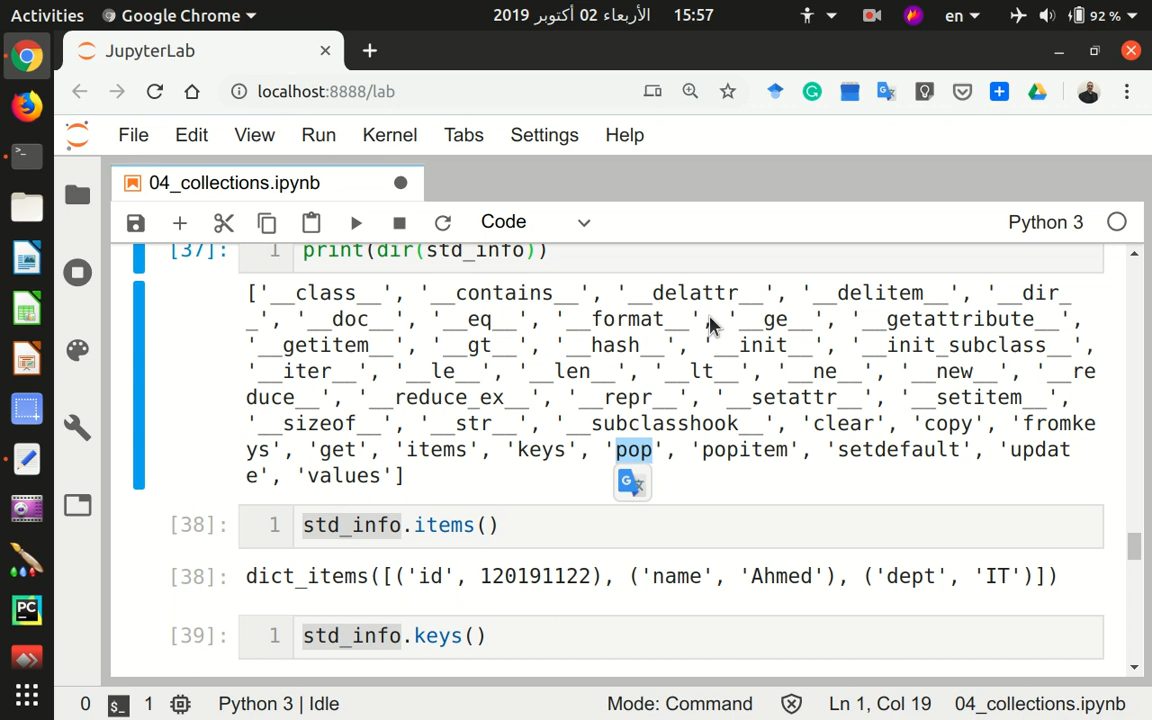 Activities Google Chrome الأربعاء 02 أكتوبر 2019 15:57 en 92 %
JupyterLab
localhost:8888/lab
File Edit View Run Kernel Tabs Settings Help
04_collections.ipynb
Code Python 3
[37]: 1 print(dir(std_info))
['__class__', '__contains__', '__delattr__', '__delitem__', '__dir_
_', '__doc__', '__eq__', '__format__', '__ge__', '__getattribute__',
'__getitem__', '__gt__', '__hash__', '__init__', '__init_subclass__',
'__iter__', '__le__', '__len__', '__lt__', '__ne__', '__new__', '__re
duce__', '__reduce_ex__', '__repr__', '__setattr__', '__setitem__',
'__sizeof__', '__str__', '__subclasshook__', 'clear', 'copy', 'fromke
ys', 'get', 'items', 'keys', 'pop', 'popitem', 'setdefault', 'updat
e', 'values']
[38]: 1 std_info.items()
[38]: dict_items([('id', 120191122), ('name', 'Ahmed'), ('dept', 'IT')])
[39]: 1 std_info.keys()
0 1 Python 3 | Idle Mode: Command Ln 1, Col 19 04_collections.ipynb